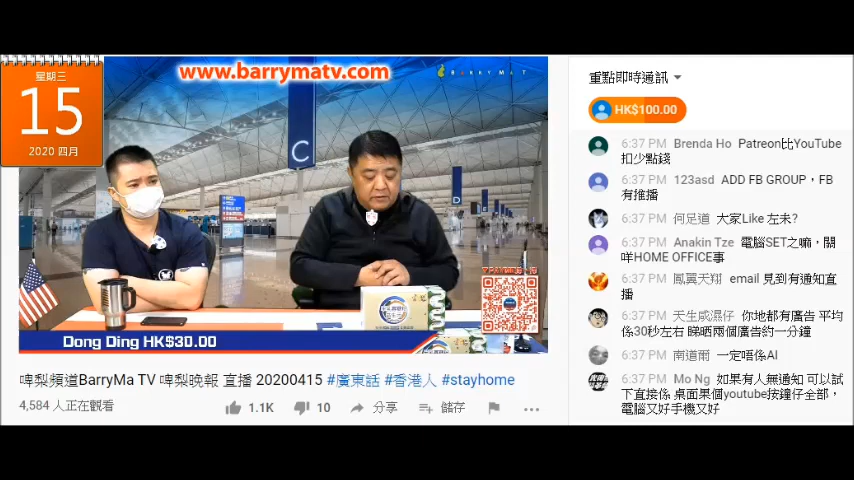 星期三
15
2020 四月
www.barrymatv.com
BARRYMAT
C
D
Dong Ding HK$30.00
啤梨頻道BarryMa TV 啤梨晚報 直播 20200415 #廣東話 #香港人 #stayhome
4,584 人正在觀看
1.1K
10
分享
儲存
重點即時通訊
HK$100.00
6:37 PM Brenda Ho Patreon比YouTube
扣少點錢
6:37 PM 123asd ADD FB GROUP，FB
有推播
6:37 PM 何足道 大家Like 左未?
6:37 PM Anakin Tze 電腦SET之嘛，關
咩HOME OFFICE事
6:37 PM 鳳翼天翔 email 見到有通知直
播
6:37 PM 天生咸濕仔 你地都有廣告 平均
係30秒左右 睇晒兩個廣告約一分鐘
6:37 PM 南道爾 一定唔係AI
6:37 PM Mo Ng 如果有人無通知 可以試
下直接係 桌面果個youtube按鐘仔全部，
電腦又好手機又好